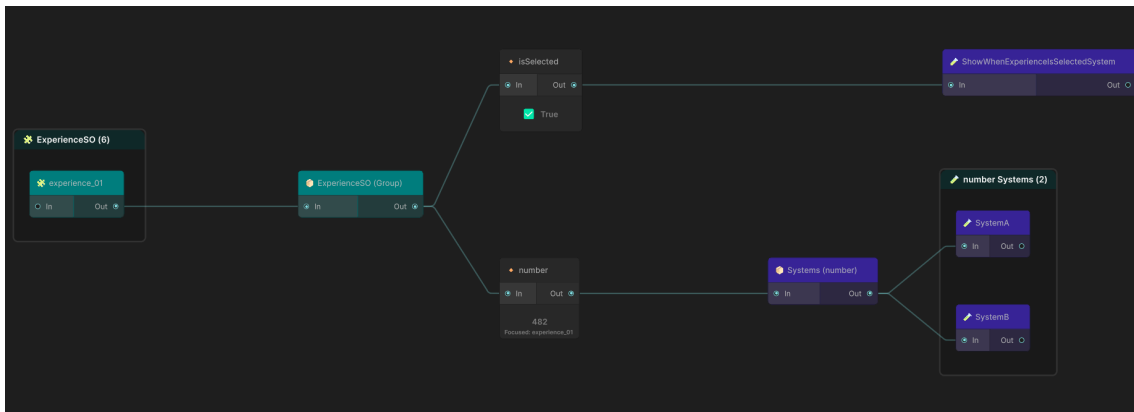 isSelected
In Out
True
ShowWhenExperienceIsSelectedSystem
In Out
ExperienceSO (6)
experience_01
In Out
ExperienceSO (Group)
In Out
number Systems (2)
SystemA
In Out
number
In Out
482
Focused: experience_01
Systems (number)
In Out
SystemB
In Out